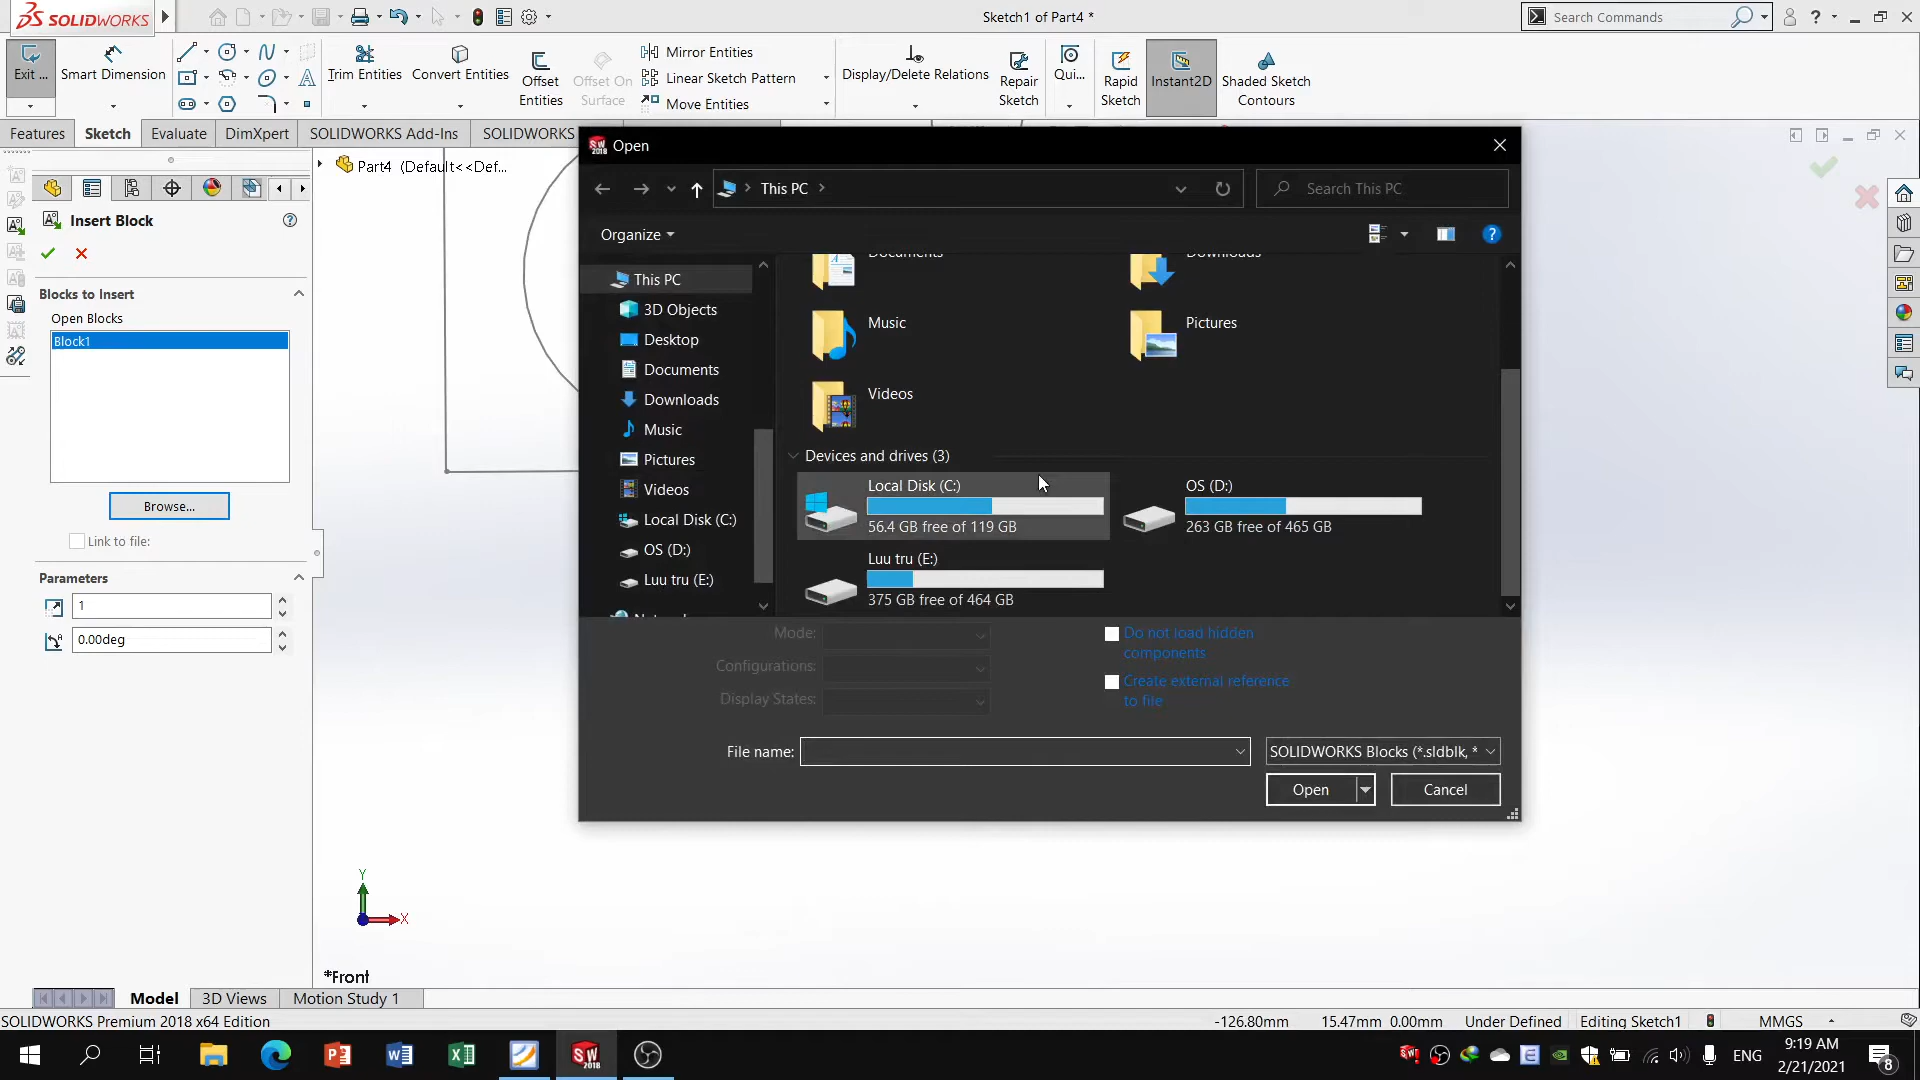 SOLIDWORKS
Sketch1 of Part4 *
Search Commands
Exit ...
Smart Dimension
Trim Entities
Convert Entities
Offset
Entities
Offset On
Surface
Mirror Entities
Linear Sketch Pattern
Move Entities
Display/Delete Relations
Repair
Sketch
Qui...
Rapid
Sketch
Instant2D
Shaded Sketch
Contours
Features
Sketch
Evaluate
DimXpert
SOLIDWORKS Add-Ins
SOLIDWORKS
Part4 (Default<<Def...
Insert Block
Blocks to Insert
Open Blocks
Block1
Browse...
Link to file:
Parameters
1
0.00deg
SW
2018
Open
This PC
Search This PC
Organize
This PC
3D Objects
Desktop
Documents
Downloads
Music
Pictures
Videos
Local Disk (C:)
OS (D:)
Luu tru (E:)
Network
Documents
Downloads
Music
Pictures
Videos
Devices and drives (3)
Local Disk (C:)
56.4 GB free of 119 GB
OS (D:)
263 GB free of 465 GB
Luu tru (E:)
375 GB free of 464 GB
Mode:
Configurations:
Display States:
Do not load hidden
components
Create external reference
to file
File name:
SOLIDWORKS Blocks (*.sldblk, *
Open
Cancel
Y
X
*Front
Model
3D Views
Motion Study 1
SOLIDWORKS Premium 2018 x64 Edition
-126.80mm
15.47mm 0.00mm
Under Defined
Editing Sketch1
MMGS
SW
2018
ENG
9:19 AM
2/21/2021
8